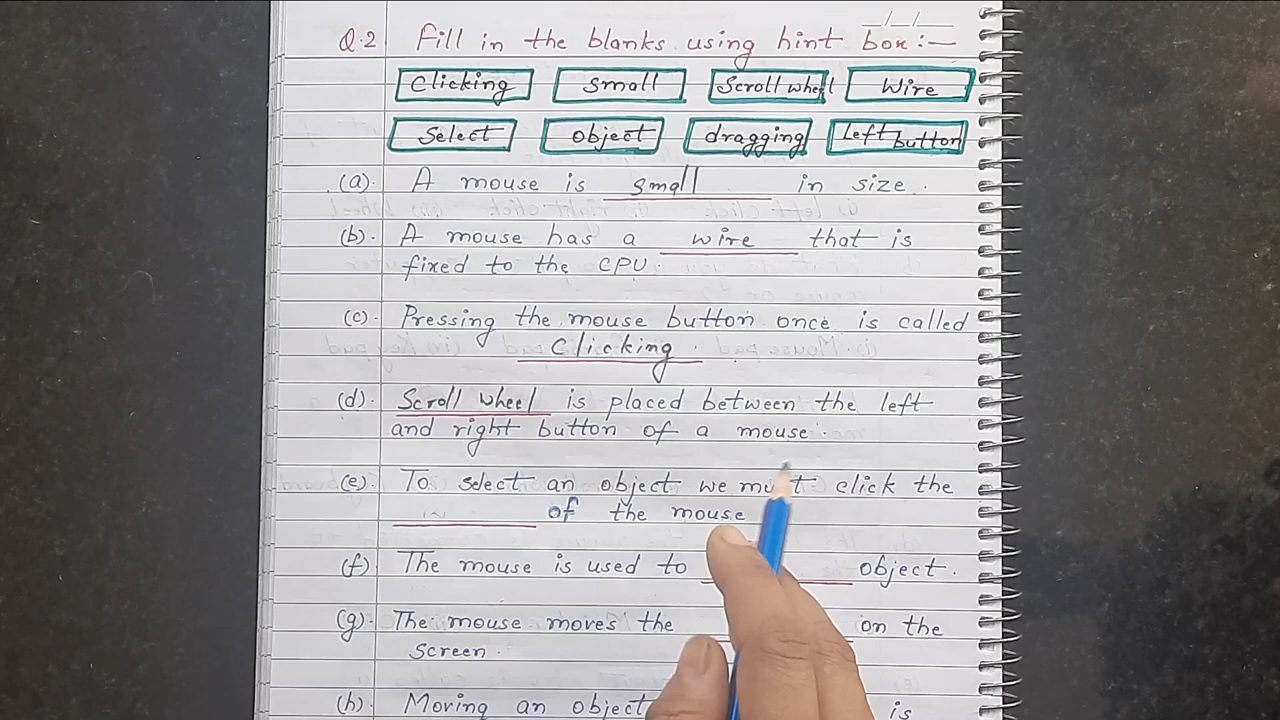 __/__/__
Q.2 Fill in the blanks using hint box:—
Clicking Small Scroll wheel Wire
Select object dragging Left button
(a). A mouse is small in size.
(b). A mouse has a wire that is
fixed to the CPU.
(c). Pressing the mouse button once is called
Clicking.
(d). Scroll wheel is placed between the left
and right button of a mouse.
(e). To select an object we must click the
of the mouse
(f). The mouse is used to object.
(g). The mouse moves the on the
Screen.
(h). Moving an object is